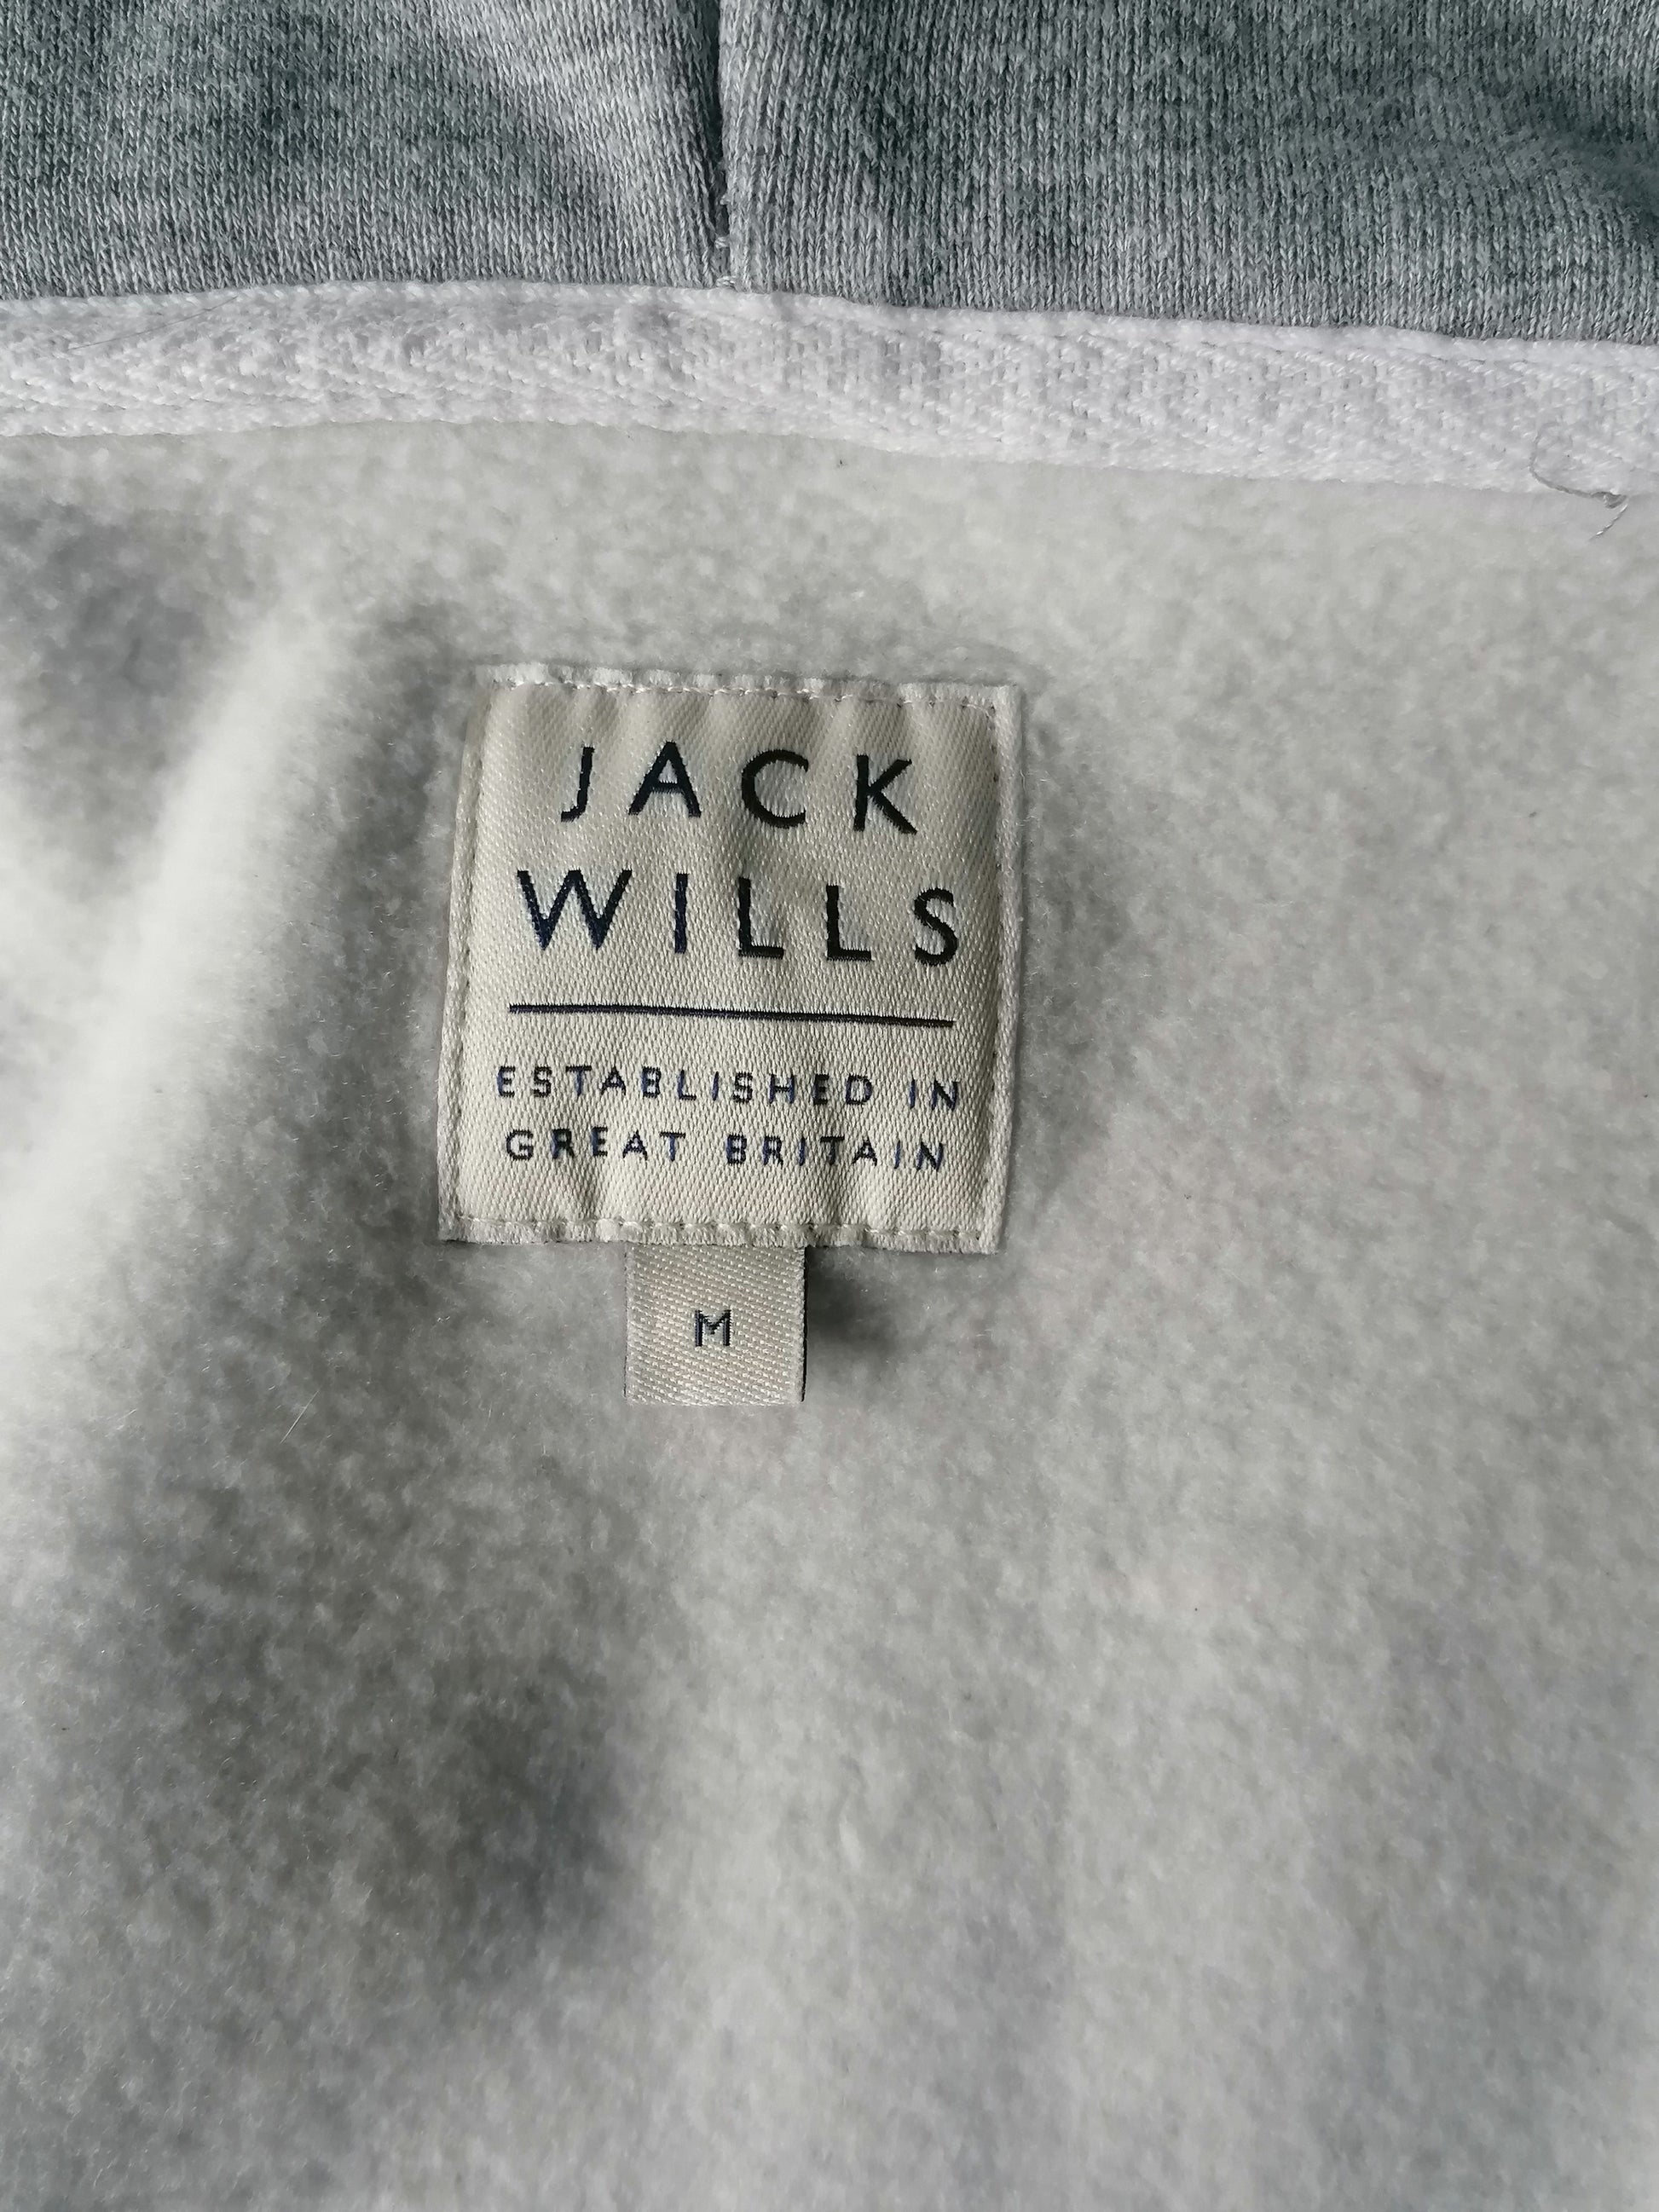 JACK
WILLS
ESTABLISHED IN
GREAT BRITAIN
M